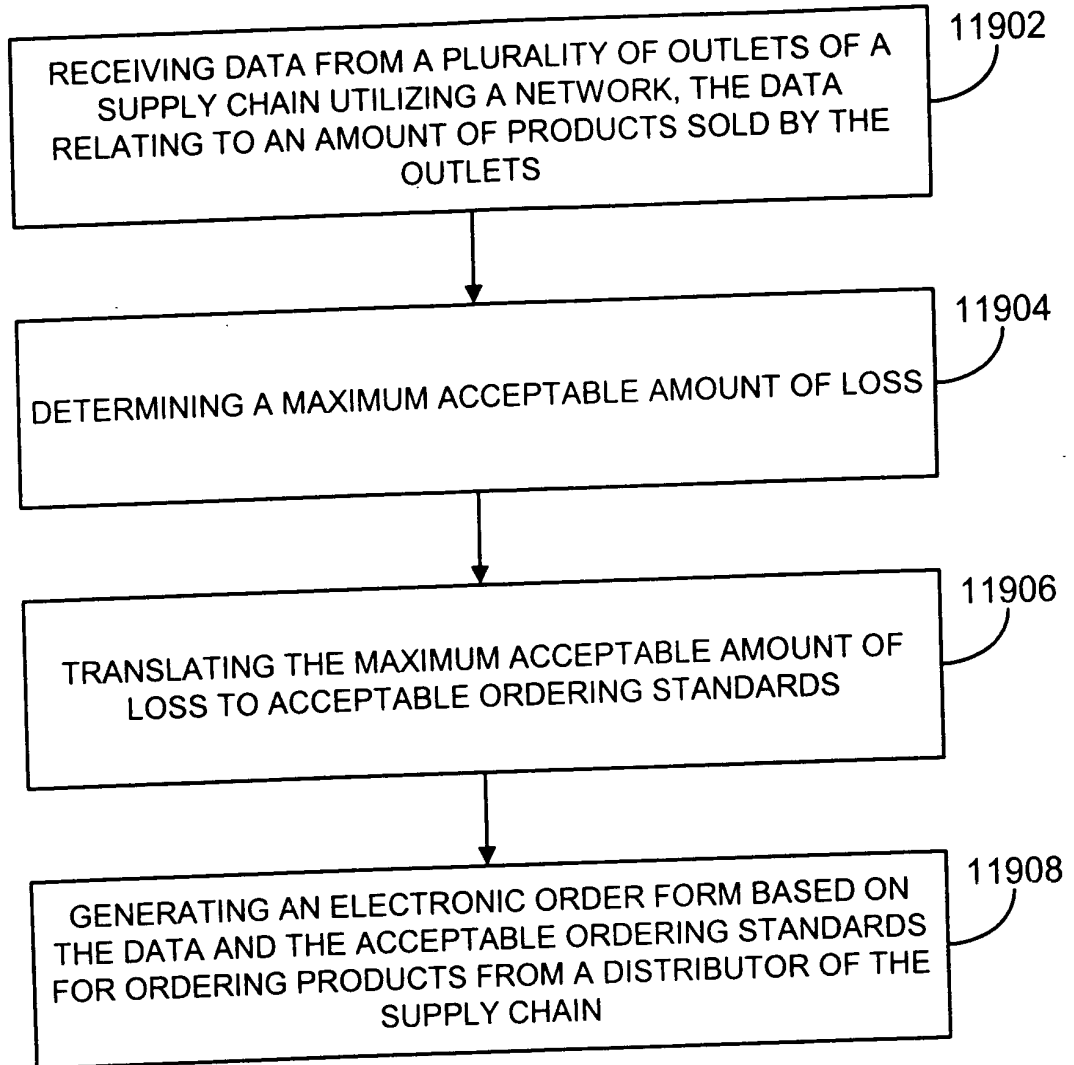 11902
RECEIVING DATA FROM A PLURALITY OF OUTLETS OF A
SUPPLY CHAIN UTILIZING A NETWORK, THE DATA
RELATING TO AN AMOUNT OF PRODUCTS SOLD BY THE
OUTLETS
11904
DETERMINING A MAXIMUM ACCEPTABLE AMOUNT OF LOSS
11906
TRANSLATING THE MAXIMUM ACCEPTABLE AMOUNT OF
LOSS TO ACCEPTABLE ORDERING STANDARDS
11908
GENERATING AN ELECTRONIC ORDER FORM BASED ON
THE DATA AND THE ACCEPTABLE ORDERING STANDARDS
FOR ORDERING PRODUCTS FROM A DISTRIBUTOR OF THE
SUPPLY CHAIN